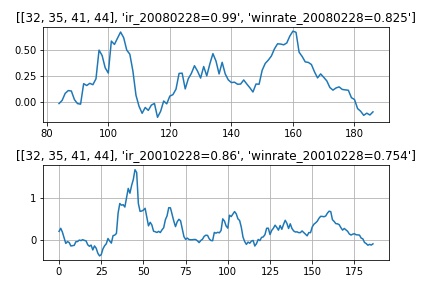 [[32, 35, 41, 44], 'ir_20080228=0.99', 'winrate_20080228=0.825']
0.50
0.25
0.00
80 100 120 140 160 180
[[32, 35, 41, 44], 'ir_20010228=0.86', 'winrate_20010228=0.754']
1
0
0 25 50 75 100 125 150 175